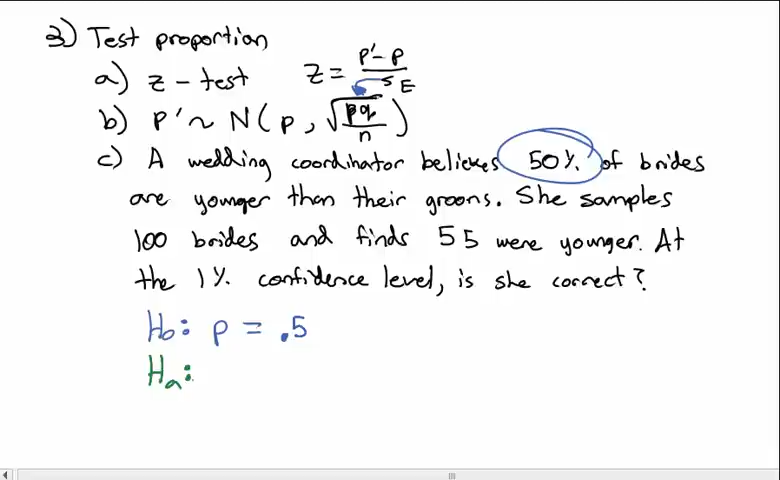 3) Test proportion
a) z - test z = p' - p / SE
b) P' ~ N(p, √pq/n)
c) A wedding coordinator believes 50% of brides
are younger than their grooms. She samples
100 brides and finds 55 were younger. At
the 1% confidence level, is she correct?
Ho: p = .5
Ha: